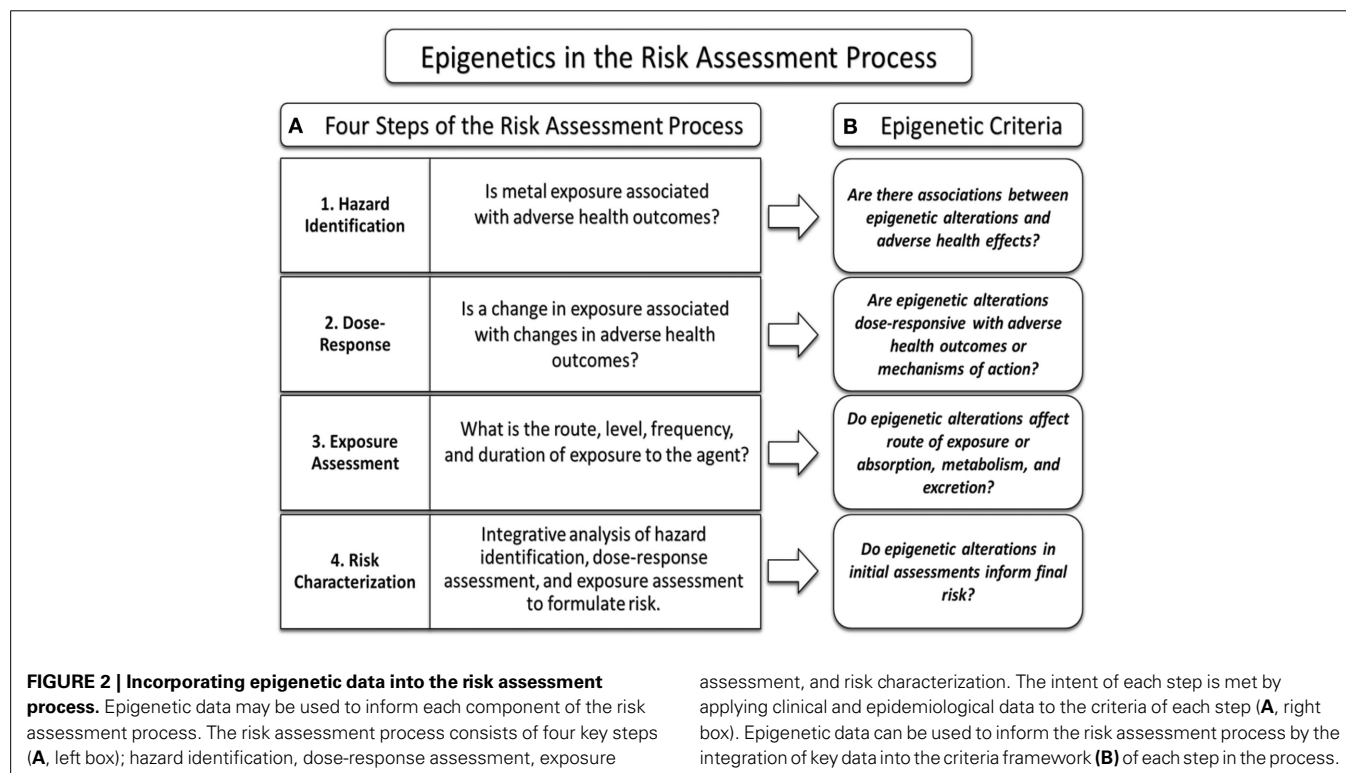 Epigenetics in the Risk Assessment Process
A Four Steps of the Risk Assessment Process
B Epigenetic Criteria
1. Hazard
Identification
Is metal exposure associated
with adverse health outcomes?
Are there associations between
epigenetic alterations and
adverse health effects?
2. Dose-
Response
Is a change in exposure associated
with changes in adverse health
outcomes?
Are epigenetic alterations
dose-responsive with adverse
health outcomes or
mechanisms of action?
3. Exposure
Assessment
What is the route, level, frequency,
and duration of exposure to the agent?
Do epigenetic alterations affect
route of exposure or
absorption, metabolism, and
excretion?
4. Risk
Characterization
Integrative analysis of hazard
identification, dose-response
assessment, and exposure assessment
to formulate risk.
Do epigenetic alterations in
initial assessments inform final
risk?
FIGURE 2 | Incorporating epigenetic data into the risk assessment
process. Epigenetic data may be used to inform each component of the risk
assessment process. The risk assessment process consists of four key steps
(A, left box); hazard identification, dose-response assessment, exposure
assessment, and risk characterization. The intent of each step is met by
applying clinical and epidemiological data to the criteria of each step (A, right
box). Epigenetic data can be used to inform the risk assessment process by the
integration of key data into the criteria framework (B) of each step in the process.